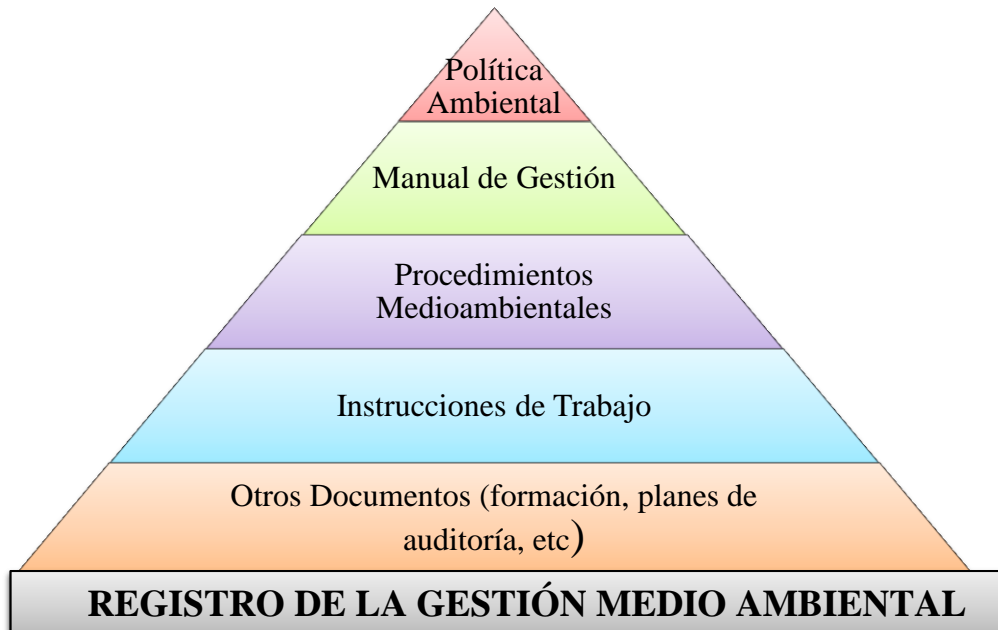 Política
Ambiental
Manual de Gestión
Procedimientos
Medioambientales
Instrucciones de Trabajo
Otros Documentos (formación, planes de
auditoría, etc)
REGISTRO DE LA GESTIÓN MEDIO AMBIENTAL